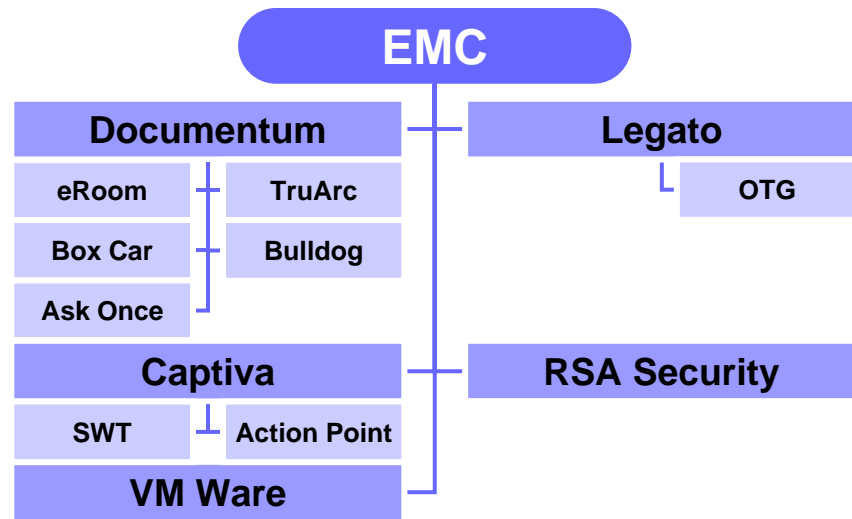 EMC
Documentum
Legato
eRoom
TruArc
OTG
Box Car
Bulldog
Ask Once
Captiva
RSA Security
SWT
Action Point
VM Ware